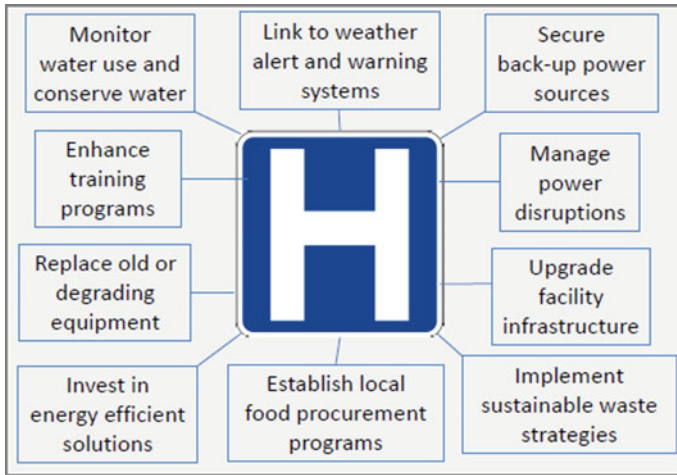 Monitor
water use and
conserve water
Link to weather
alert and warning
systems
Secure
back-up power
sources
Enhance
training
programs
H
Manage
power
disruptions
Replace old or
degrading
equipment
Upgrade
facility
infrastructure
Invest in
energy efficient
solutions
Establish local
food procurement
programs
Implement
sustainable waste
strategies